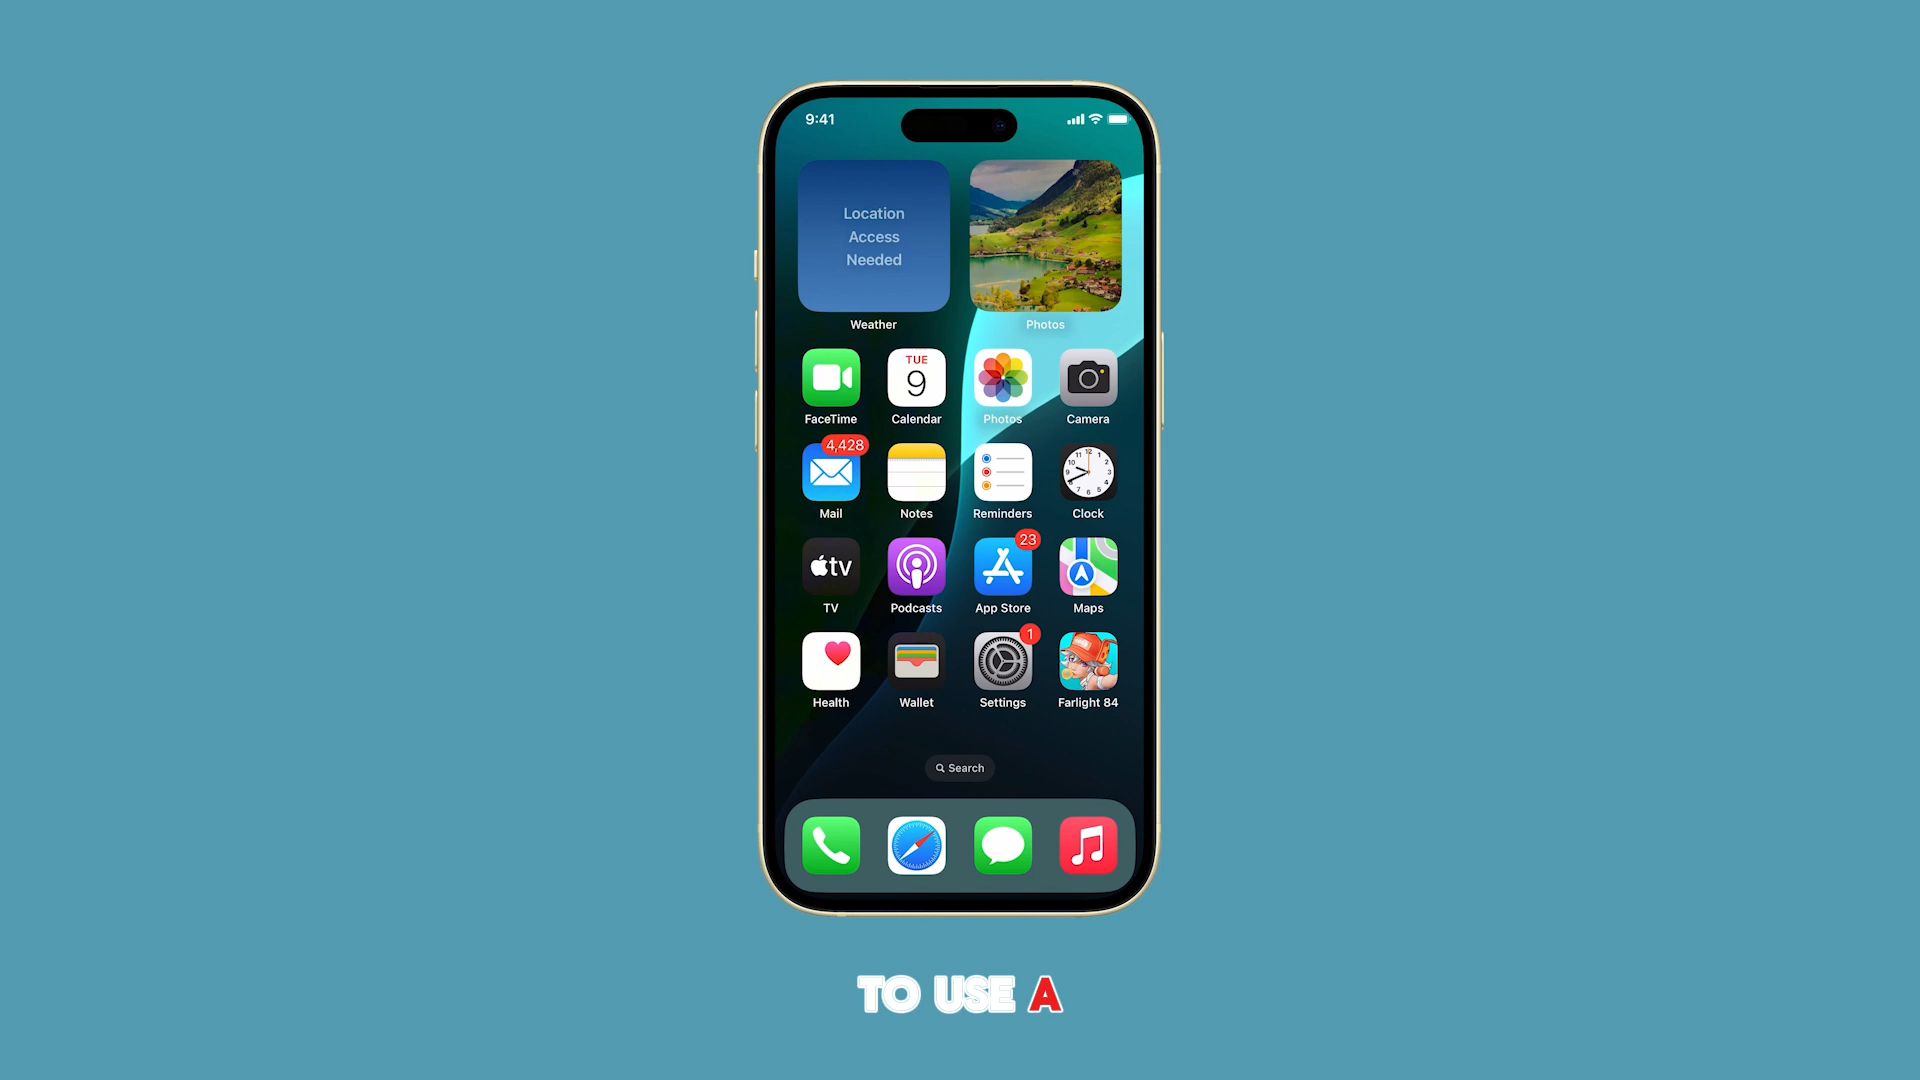 9:41
Location
Access
Needed
Weather
Photos
TUE
9
FaceTime
Calendar
Photos
Camera
4,428
Mail
Notes
Reminders
Clock
tv
23
TV
Podcasts
App Store
Maps
1
Health
Wallet
Settings
Farlight 84
Search
TO USE A